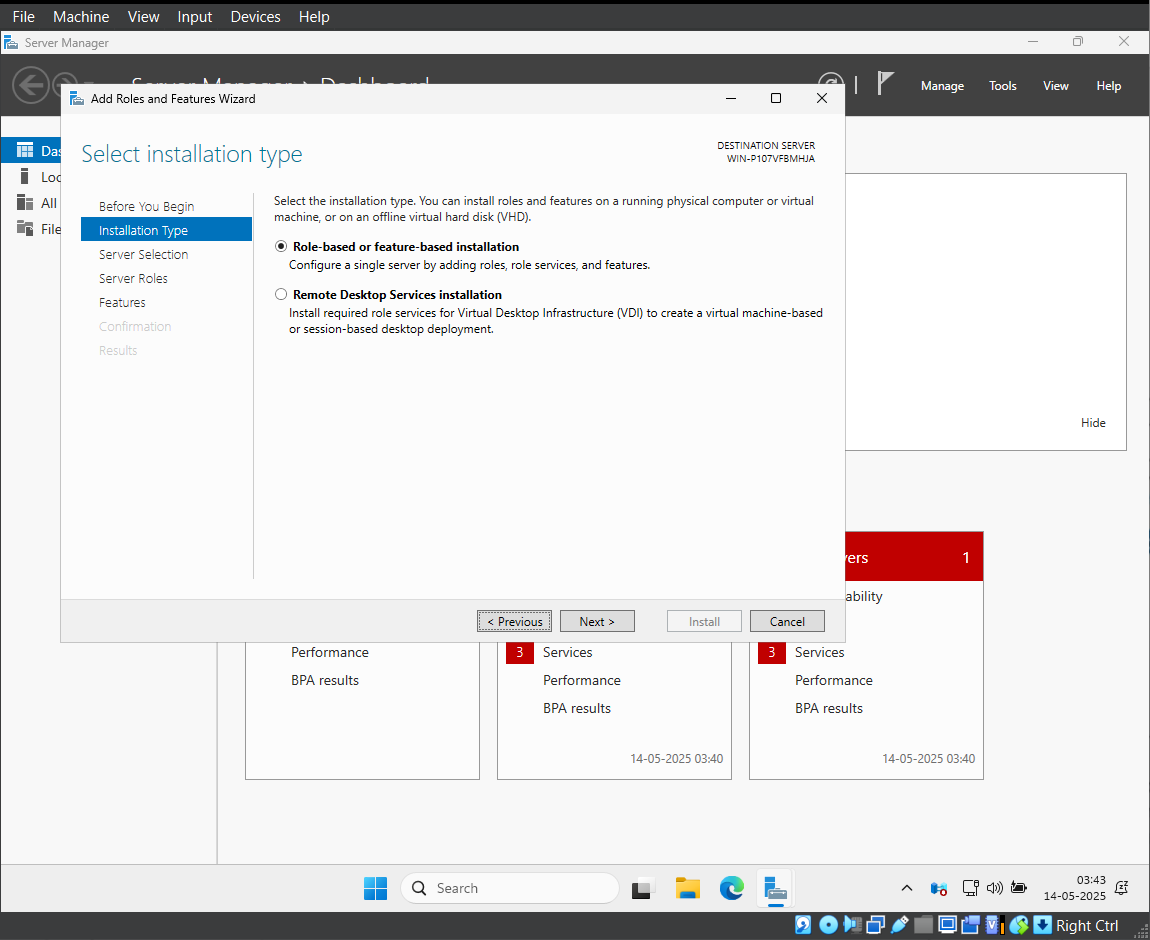 File Machine View Input Devices Help
Server Manager
Manage Tools View Help
Add Roles and Features Wizard
Select installation type
DESTINATION SERVER
WIN-P107VFBMHJA
Before You Begin
Installation Type
Server Selection
Server Roles
Features
Confirmation
Results
Select the installation type. You can install roles and features on a running physical computer or virtual
machine, or on an offline virtual hard disk (VHD).
Role-based or feature-based installation
Configure a single server by adding roles, role services, and features.
Remote Desktop Services installation
Install required role services for Virtual Desktop Infrastructure (VDI) to create a virtual machine-based
or session-based desktop deployment.
< Previous Next > Install Cancel
All
File
Hide
1
3 Services
3 Services
Performance
BPA results
Performance
BPA results
14-05-2025 03:40
Performance
BPA results
14-05-2025 03:40
Search
03:43
14-05-2025
Right Ctrl